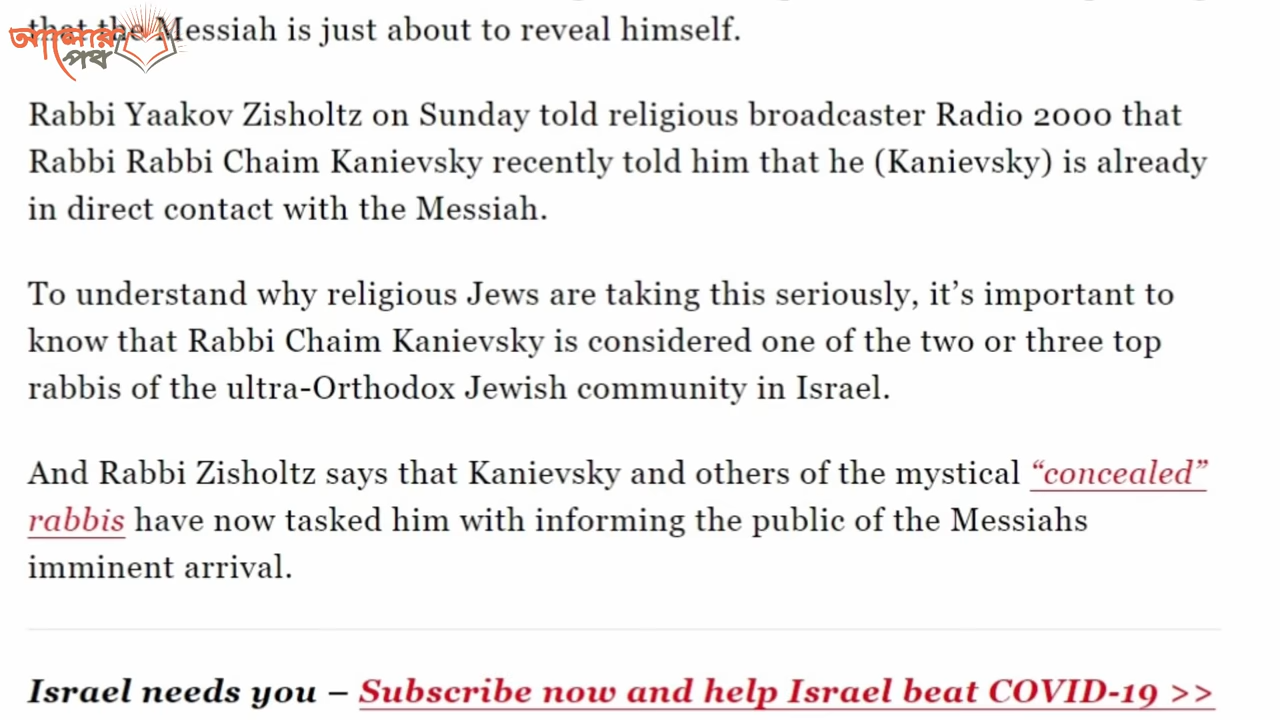 that the Messiah is just about to reveal himself.
আলোর
পথ
Rabbi Yaakov Zisholtz on Sunday told religious broadcaster Radio 2000 that
Rabbi Rabbi Chaim Kanievsky recently told him that he (Kanievsky) is already
in direct contact with the Messiah.
To understand why religious Jews are taking this seriously, it’s important to
know that Rabbi Chaim Kanievsky is considered one of the two or three top
rabbis of the ultra-Orthodox Jewish community in Israel.
And Rabbi Zisholtz says that Kanievsky and others of the mystical “concealed”
rabbis have now tasked him with informing the public of the Messiahs
imminent arrival.
Israel needs you – Subscribe now and help Israel beat COVID-19 >>